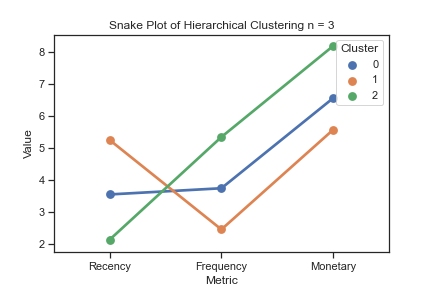 Snake Plot of Hierarchical Clustering n = 3
Cluster
0
1
2
8
7
6
5
4
3
2
Value
Recency Frequency Monetary
Metric